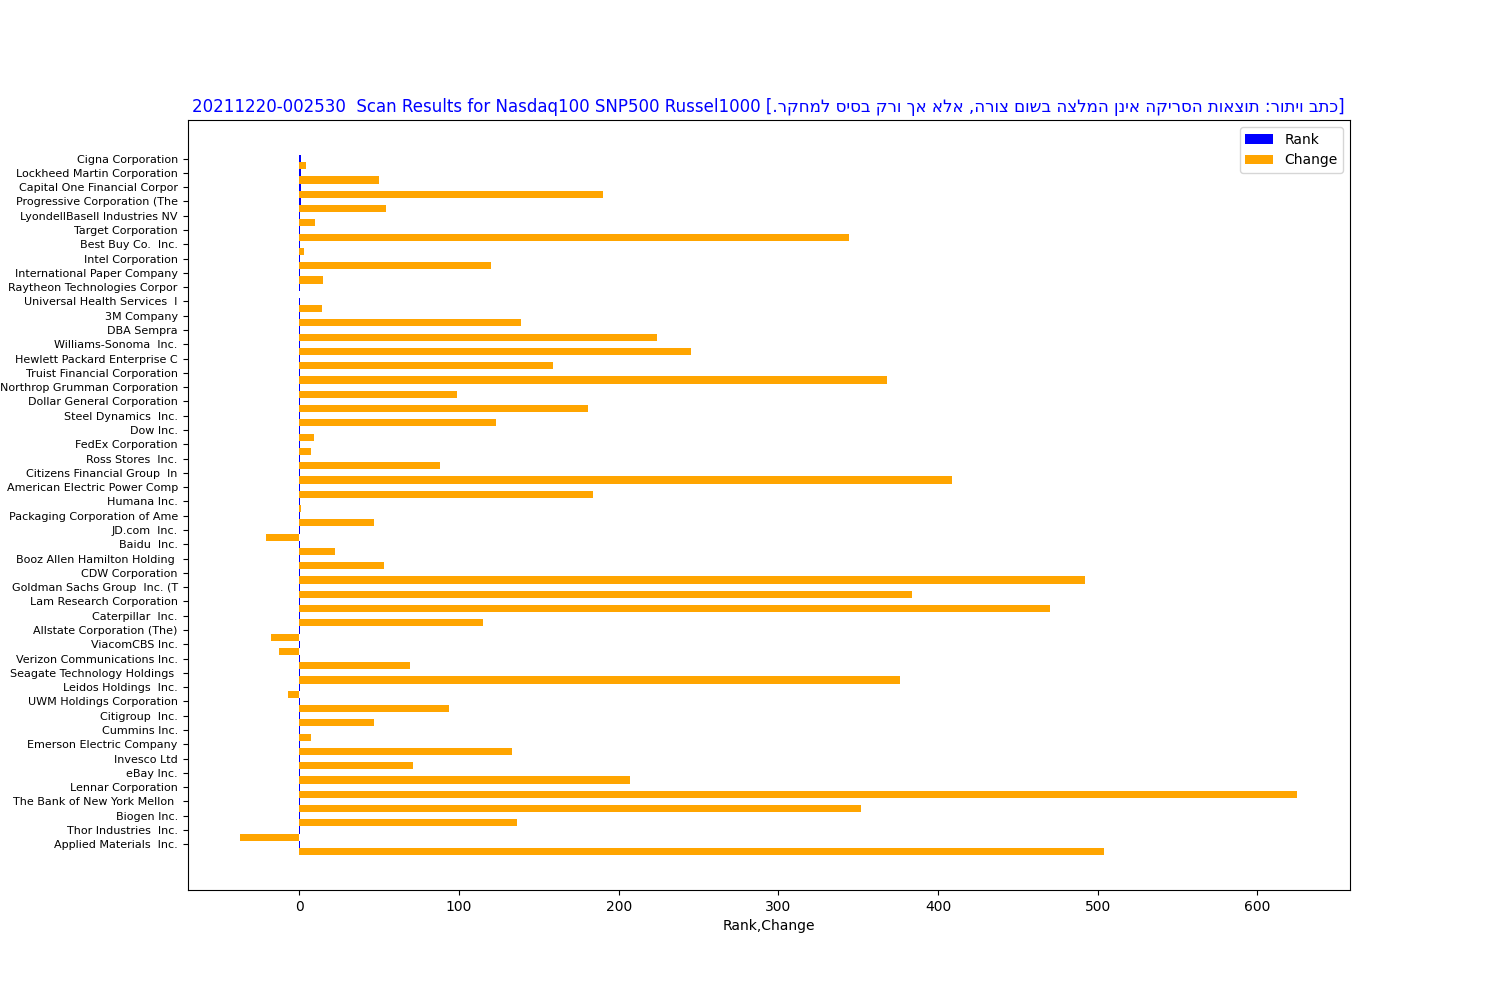 20211220-002530  Scan Results for Nasdaq100 SNP500 Russel1000 [כתב ויתור: תוצאות הסריקה אינן המלצה בשום צורה, אלא אך ורק בסיס למחקר.]
Rank
Change
Cigna Corporation
Lockheed Martin Corporation
Capital One Financial Corpor
Progressive Corporation (The
LyondellBasell Industries NV
Target Corporation
Best Buy Co.  Inc.
Intel Corporation
International Paper Company
Raytheon Technologies Corpor
Universal Health Services  I
3M Company
DBA Sempra
Williams-Sonoma  Inc.
Hewlett Packard Enterprise C
Truist Financial Corporation
Northrop Grumman Corporation
Dollar General Corporation
Steel Dynamics  Inc.
Dow Inc.
FedEx Corporation
Ross Stores  Inc.
Citizens Financial Group  In
American Electric Power Comp
Humana Inc.
Packaging Corporation of Ame
JD.com  Inc.
Baidu  Inc.
Booz Allen Hamilton Holding
CDW Corporation
Goldman Sachs Group  Inc. (T
Lam Research Corporation
Caterpillar  Inc.
Allstate Corporation (The)
ViacomCBS Inc.
Verizon Communications Inc.
Seagate Technology Holdings
Leidos Holdings  Inc.
UWM Holdings Corporation
Citigroup  Inc.
Cummins Inc.
Emerson Electric Company
Invesco Ltd
eBay Inc.
Lennar Corporation
The Bank of New York Mellon
Biogen Inc.
Thor Industries  Inc.
Applied Materials  Inc.
0 100 200 300 400 500 600
Rank,Change